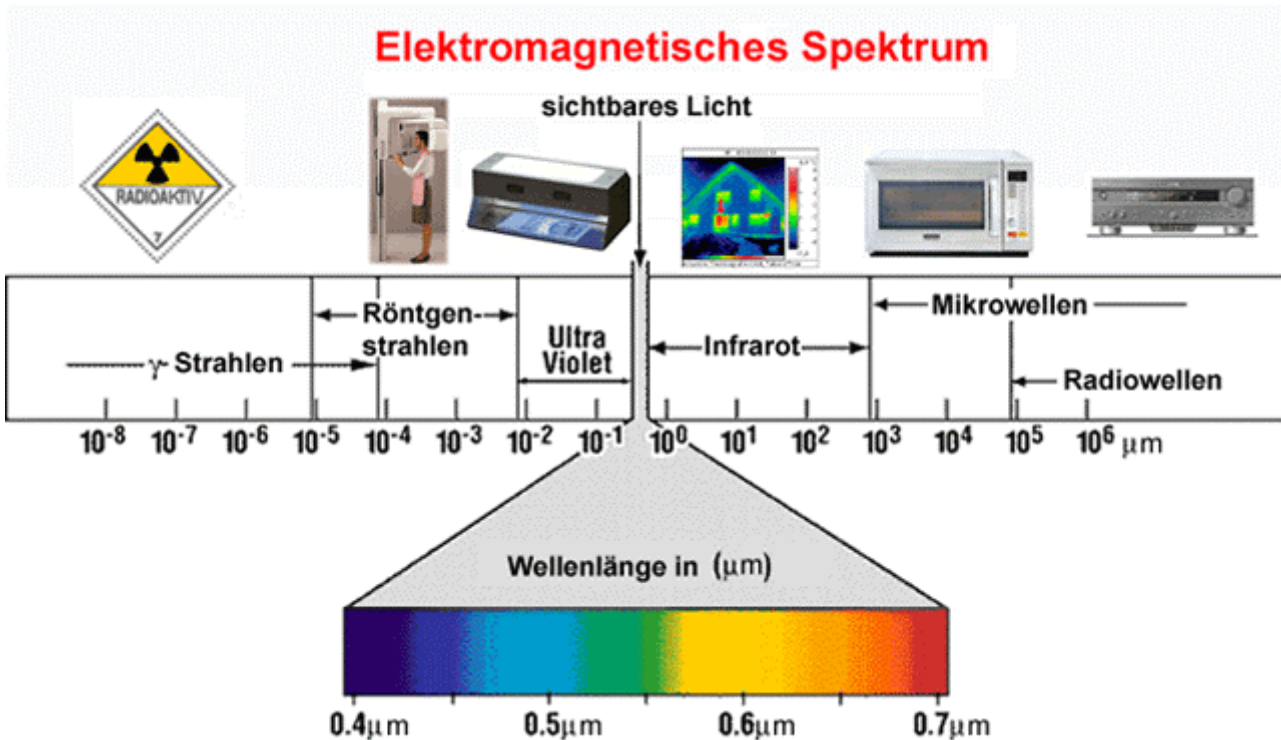 Elektromagnetisches Spektrum
sichtbares Licht
RADIOAKTIV
7
Röntgen-
strahlen
γ- Strahlen
Ultra
Violet
Infrarot
Mikrowellen
Radiowellen
10⁻⁸ 10⁻⁷ 10⁻⁶ 10⁻⁵ 10⁻⁴ 10⁻³ 10⁻² 10⁻¹ 10⁰ 10¹ 10² 10³ 10⁴ 10⁵ 10⁶ μm
Wellenlänge in (μm)
0.4μm 0.5μm 0.6μm 0.7μm